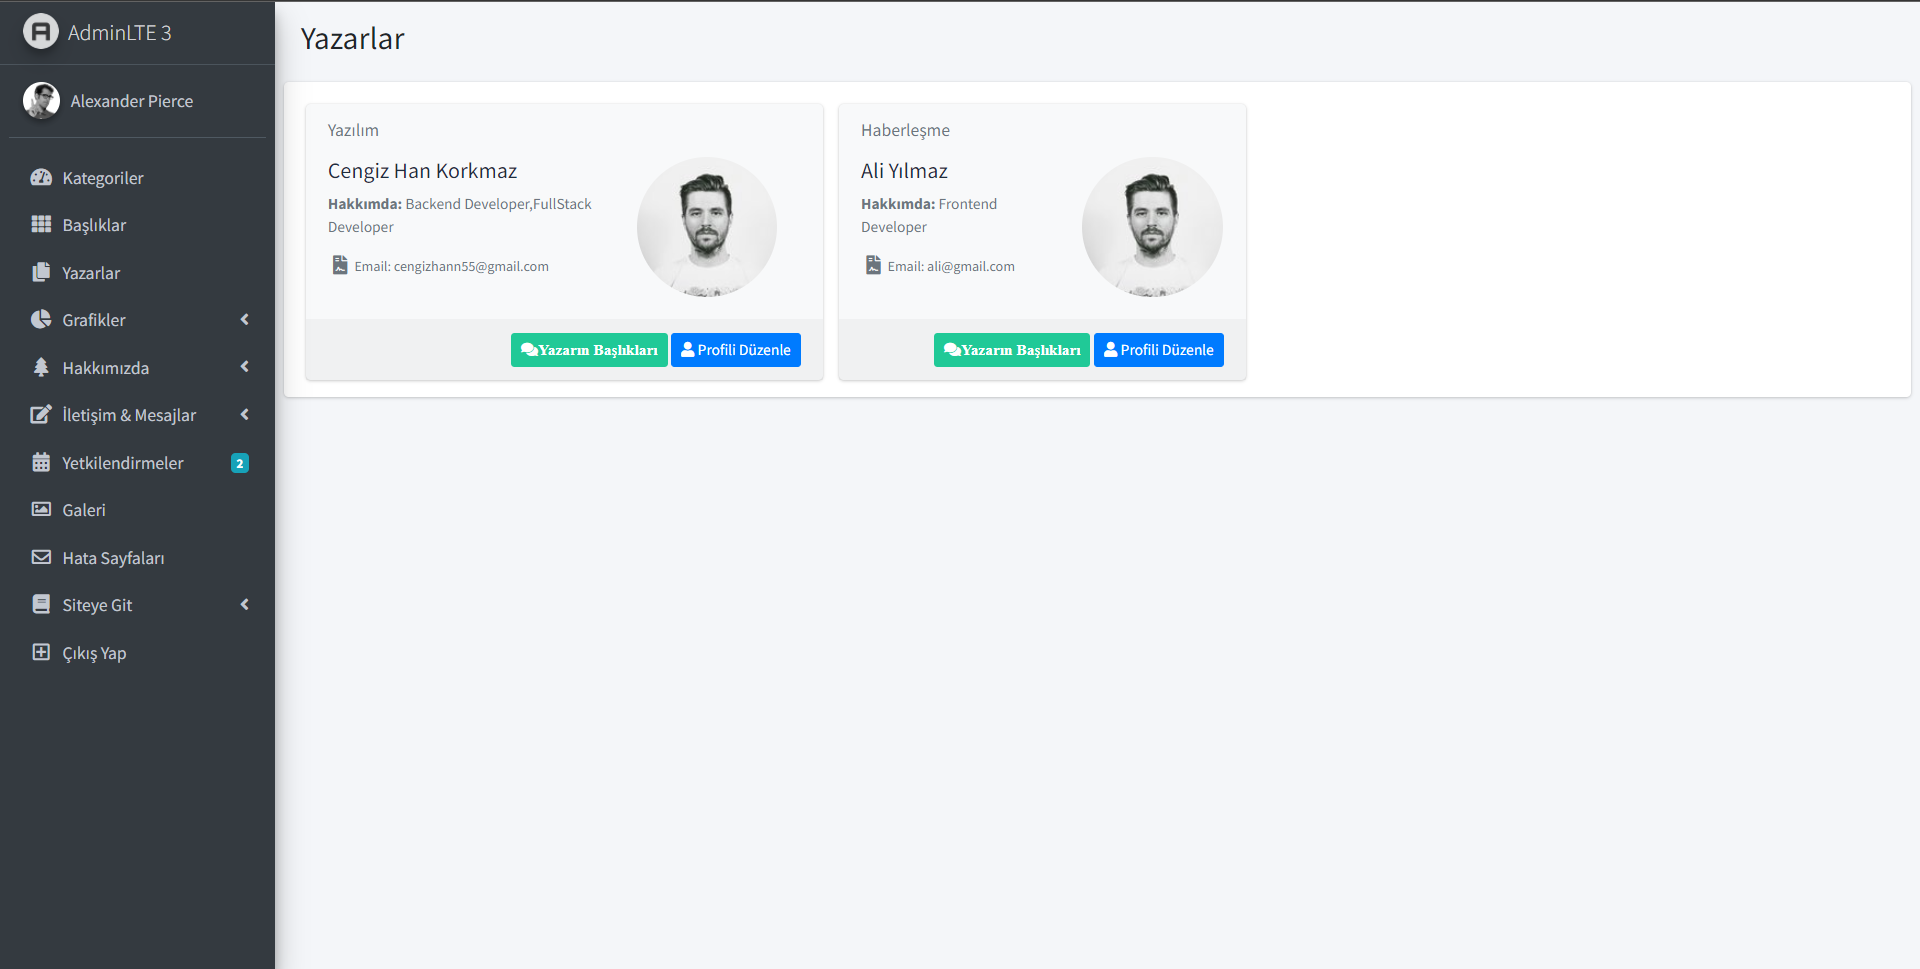 AdminLTE 3
Alexander Pierce
Kategoriler
Başlıklar
Yazarlar
Grafikler
Hakkımızda
İletişim & Mesajlar
Yetkilendirmeler 2
Galeri
Hata Sayfaları
Siteye Git
Çıkış Yap
Yazarlar
Yazılım
Cengiz Han Korkmaz
Hakkımda: Backend Developer,FullStack
Developer
Email: cengizhann55@gmail.com
Yazarın Başlıkları Profili Düzenle
Haberleşme
Ali Yılmaz
Hakkımda: Frontend
Developer
Email: ali@gmail.com
Yazarın Başlıkları Profili Düzenle